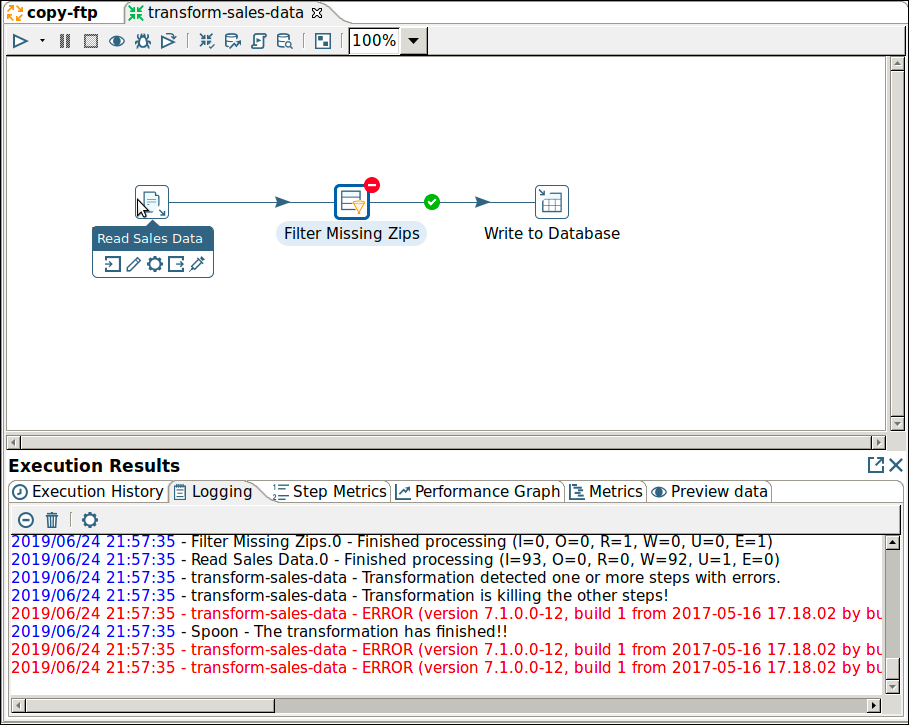 copy-ftp
transform-sales-data
100%
Read Sales Data
Filter Missing Zips
Write to Database
Execution Results
Execution History
Logging
Step Metrics
Performance Graph
Metrics
Preview data
2019/06/24 21:57:35 - Filter Missing Zips.0 - Finished processing (I=0, O=0, R=1, W=0, U=0, E=1)
2019/06/24 21:57:35 - Read Sales Data.0 - Finished processing (I=93, O=0, R=0, W=92, U=1, E=0)
2019/06/24 21:57:35 - transform-sales-data - Transformation detected one or more steps with errors.
2019/06/24 21:57:35 - transform-sales-data - Transformation is killing the other steps!
2019/06/24 21:57:35 - transform-sales-data - ERROR (version 7.1.0.0-12, build 1 from 2017-05-16 17.18.02 by bu
2019/06/24 21:57:35 - Spoon - The transformation has finished!!
2019/06/24 21:57:35 - transform-sales-data - ERROR (version 7.1.0.0-12, build 1 from 2017-05-16 17.18.02 by bu
2019/06/24 21:57:35 - transform-sales-data - ERROR (version 7.1.0.0-12, build 1 from 2017-05-16 17.18.02 by bu